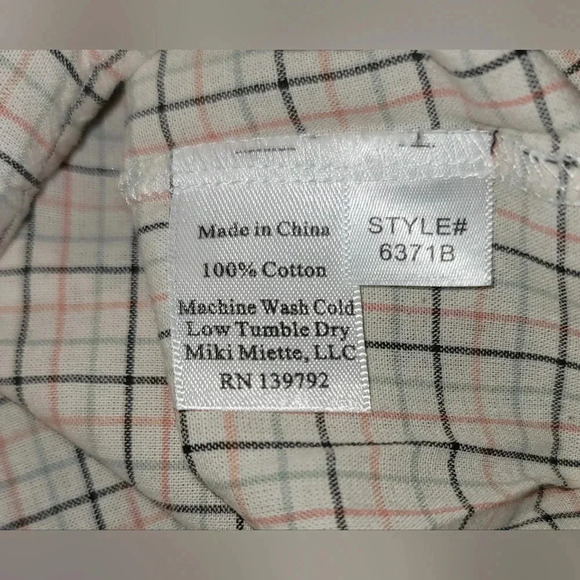 Made in China
100% Cotton
Machine Wash Cold
Low Tumble Dry
Miki Miette, LLC
RN 139792
STYLE#
6371B